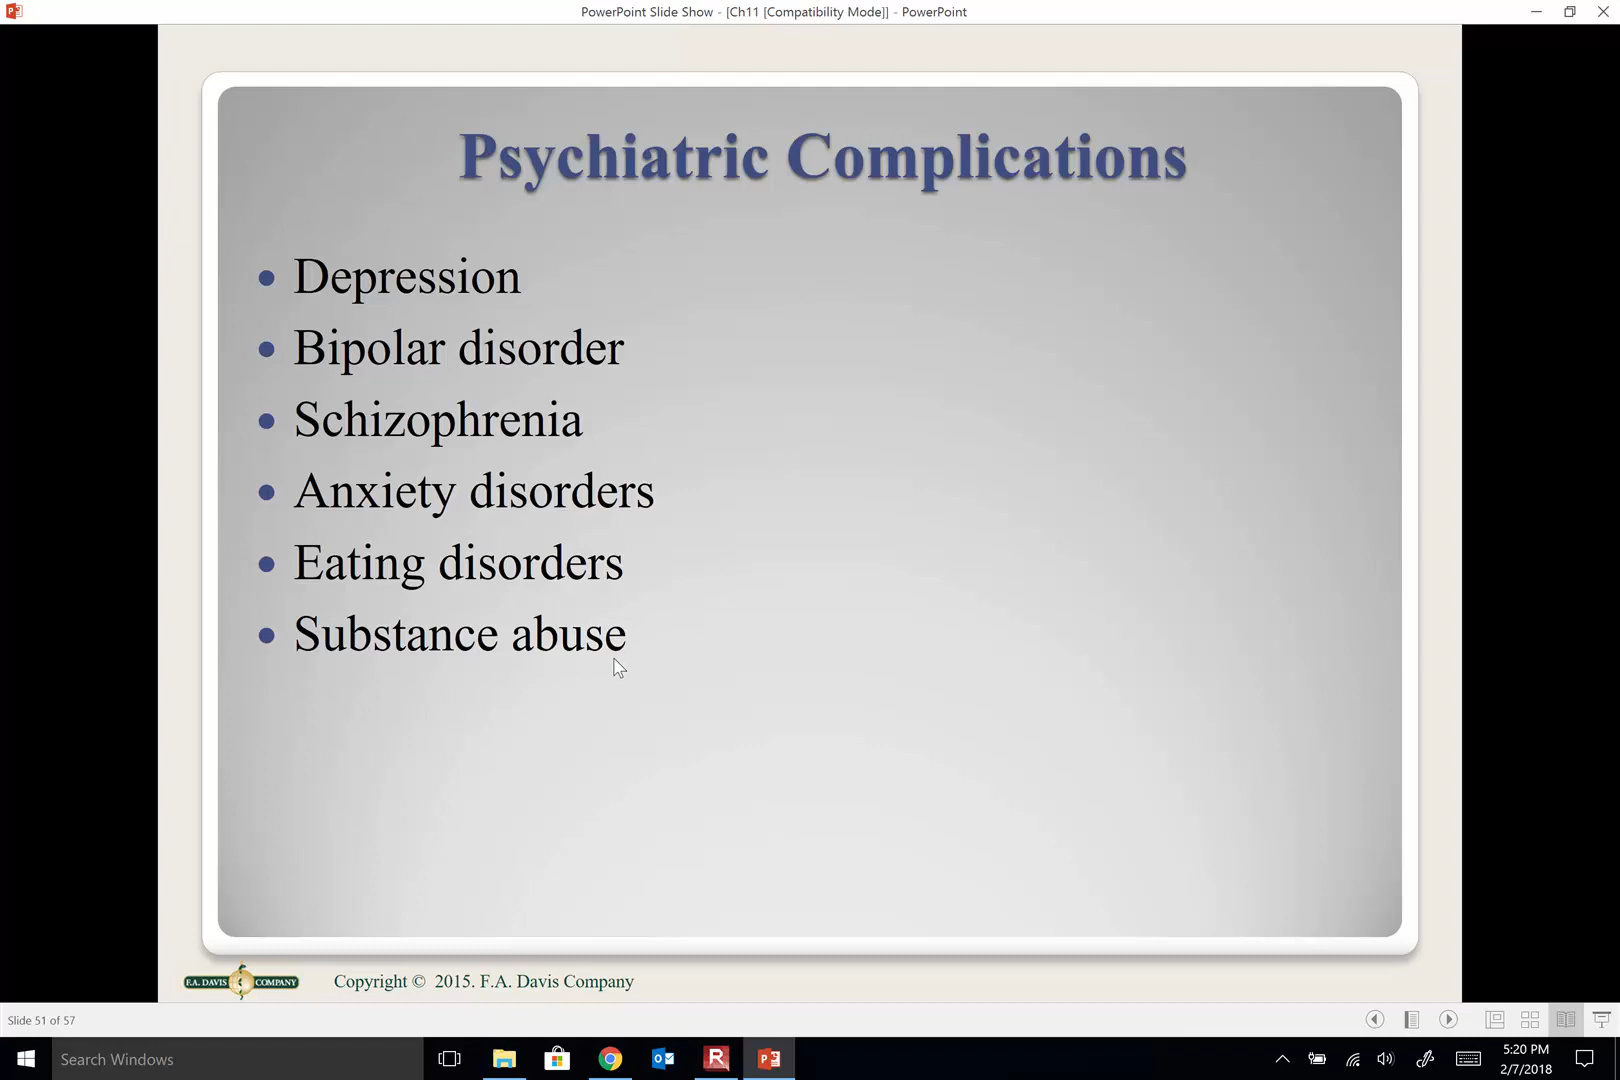 PowerPoint Slide Show - [Ch11 [Compatibility Mode]] - PowerPoint
Psychiatric Complications
• Depression
• Bipolar disorder
• Schizophrenia
• Anxiety disorders
• Eating disorders
• Substance abuse
F.A. DAVIS COMPANY
Copyright © 2015. F.A. Davis Company
Slide 51 of 57
Search Windows
5:20 PM
2/7/2018